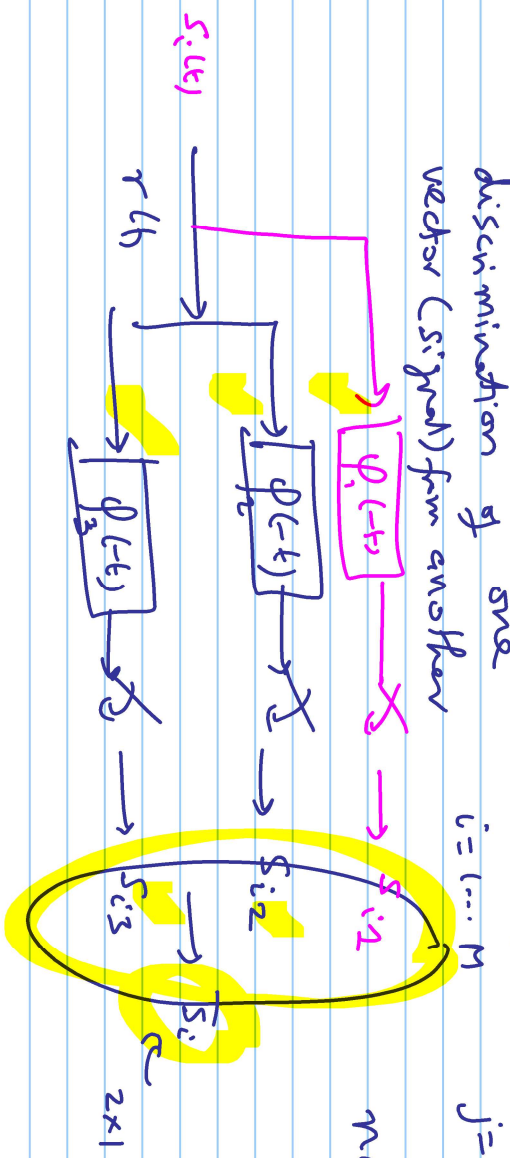 discrimination of one
vector (signal) from another
i = 1 ... M
j =
s_i(t)
r(t)
φ_1(-t)
s_i1
φ_2(-t)
s_i2
φ_3(-t)
s_i3
s_i
2×1